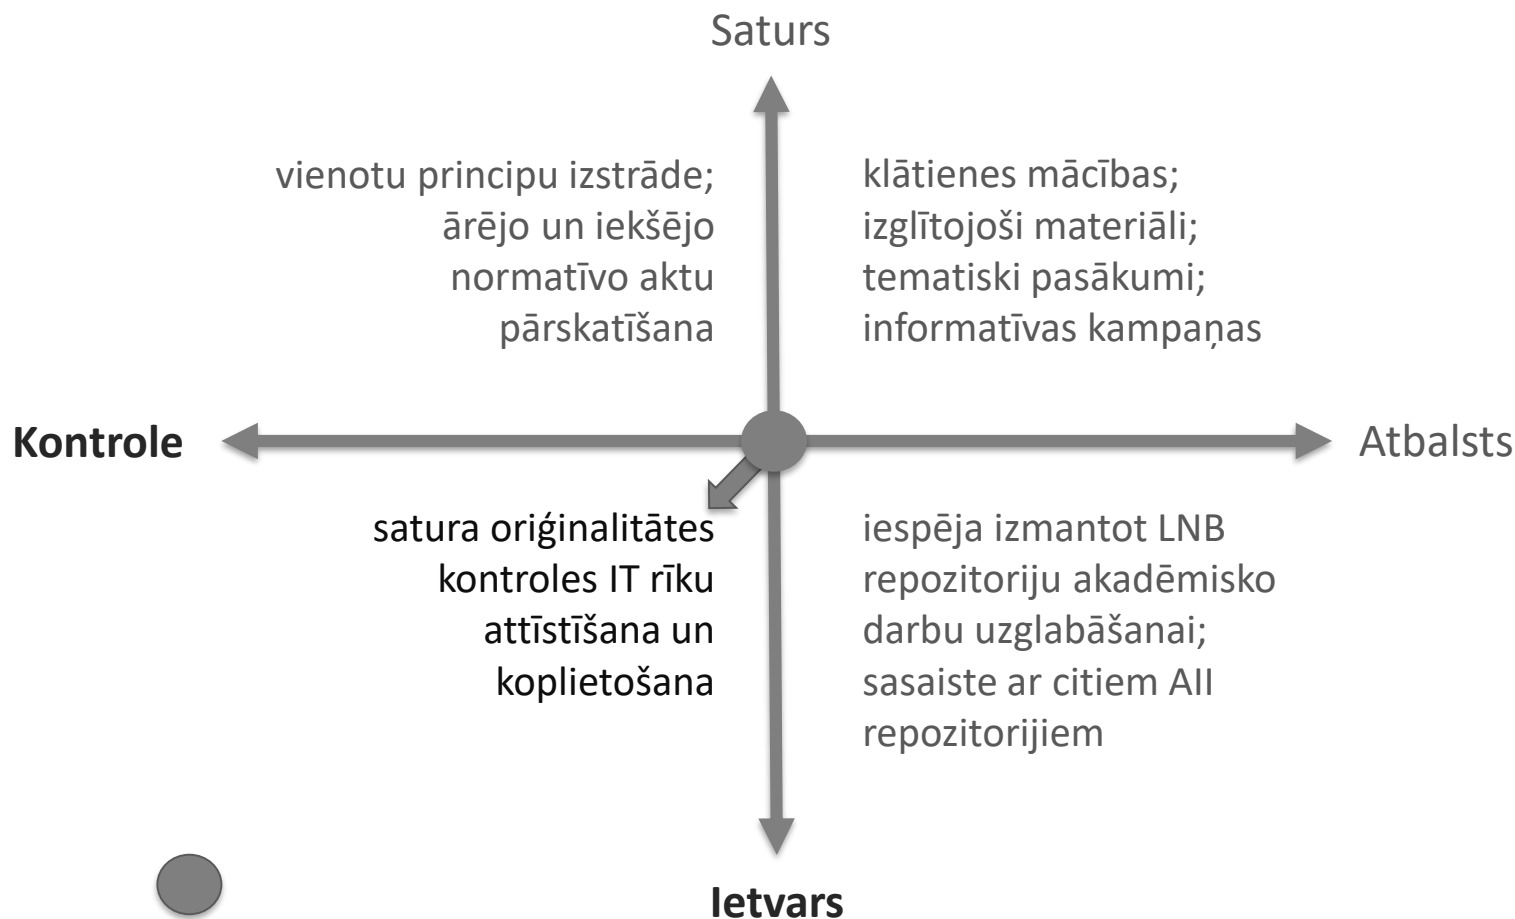 Saturs
vienotu principu izstrāde;
ārējo un iekšējo
normatīvo aktu
pārskatīšana
klātienes mācības;
izglītojoši materiāli;
tematiski pasākumi;
informatīvas kampaņas
Kontrole
Atbalsts
satura oriģinalitātes
kontroles IT rīku
attīstīšana un
koplietošana
iespēja izmantot LNB
repozitoriju akadēmisko
darbu uzglabāšanai;
sasaiste ar citiem AII
repozitorijiem
Ietvars